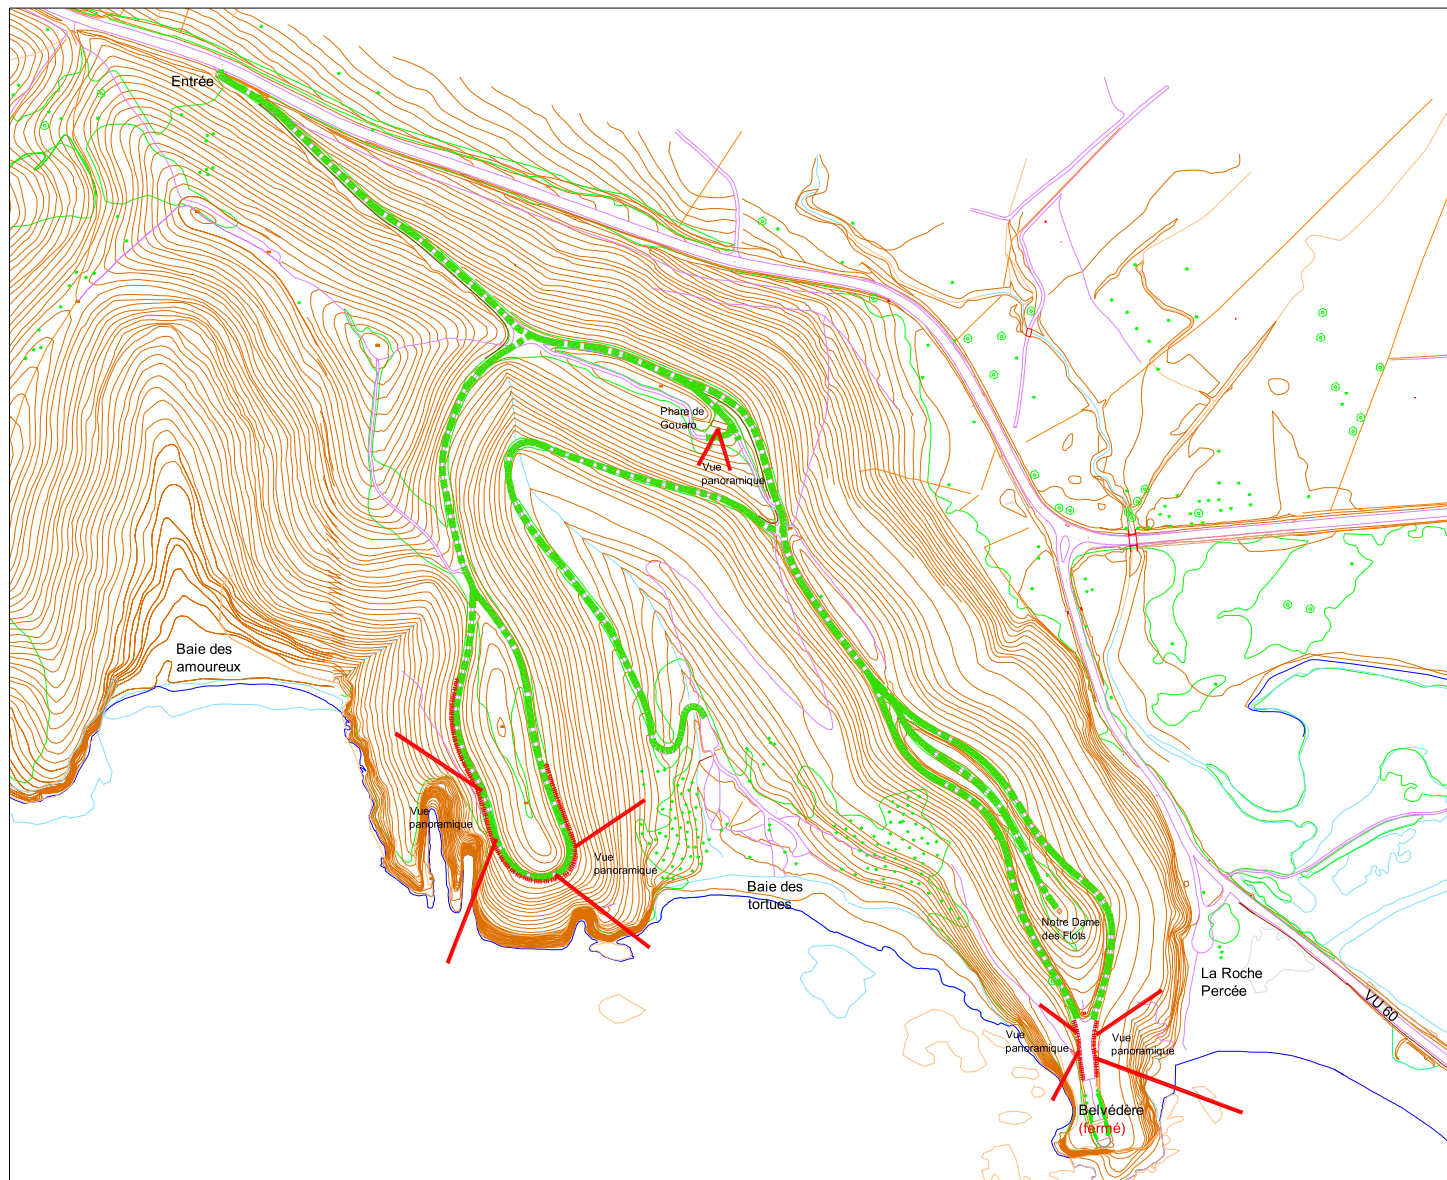 Entrée
Phare de
Gouaro
Vue
panoramique
Baie des
amoureux
Vue
panoramique
Vue
panoramique
Baie des
tortues
Notre Dame
des Flots
La Roche
Percée
VU 60
Vue
panoramique
Vue
panoramique
Belvédère
(fermé)